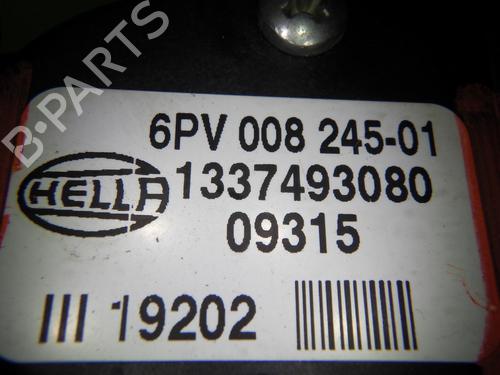 6PV 008 245-01
HELLA 1337493080
09315
III 19202
B-PARTS